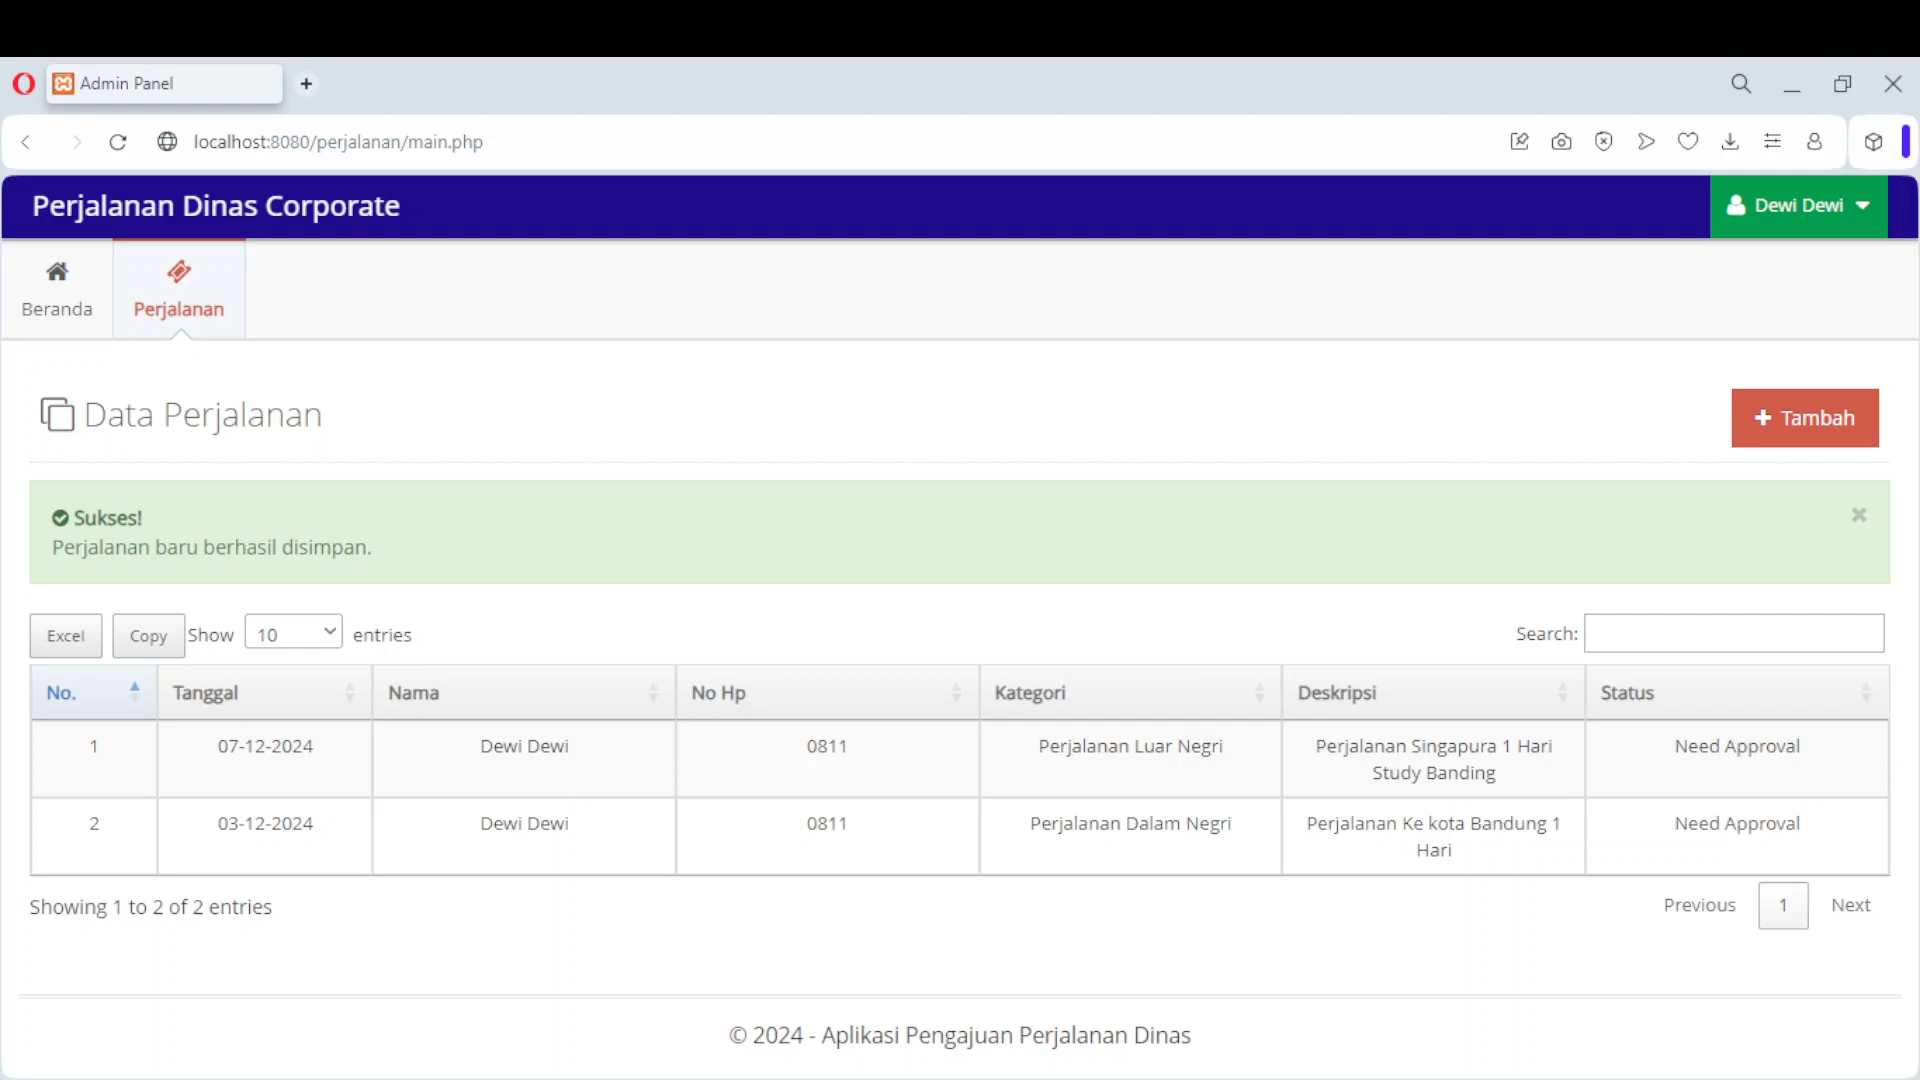 Admin Panel
localhost:8080/perjalanan/main.php
Perjalanan Dinas Corporate
Dewi Dewi
Beranda
Perjalanan
Data Perjalanan
+ Tambah
Sukses!
Perjalanan baru berhasil disimpan.
Excel Copy Show 10 entries Search:
No. Tanggal Nama No Hp Kategori Deskripsi Status
1 07-12-2024 Dewi Dewi 0811 Perjalanan Luar Negri Perjalanan Singapura 1 Hari Need Approval
Study Banding
2 03-12-2024 Dewi Dewi 0811 Perjalanan Dalam Negri Perjalanan Ke kota Bandung 1 Need Approval
Hari
Showing 1 to 2 of 2 entries Previous 1 Next
© 2024 - Aplikasi Pengajuan Perjalanan Dinas